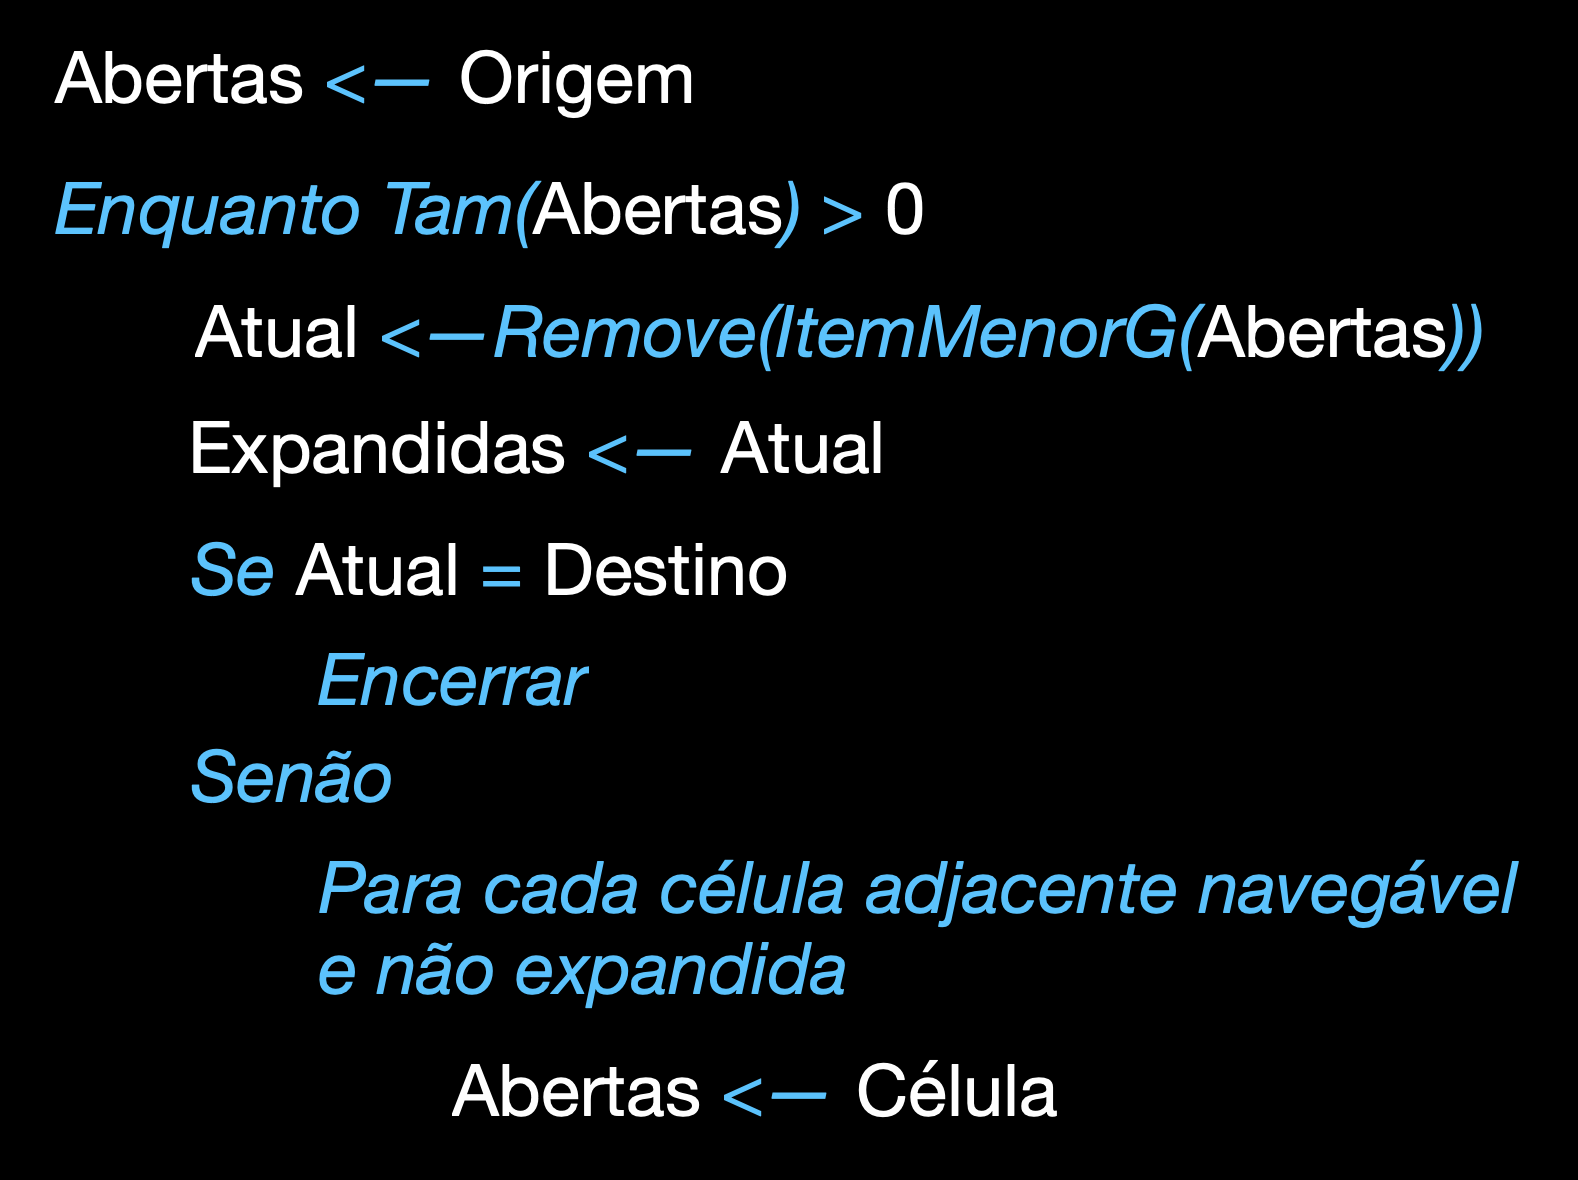 Abertas <— Origem
Enquanto Tam(Abertas) > 0
Atual <—Remove(ItemMenorG(Abertas))
Expandidas <— Atual
Se Atual = Destino
Encerrar
Senão
Para cada célula adjacente navegável
e não expandida
Abertas <— Célula